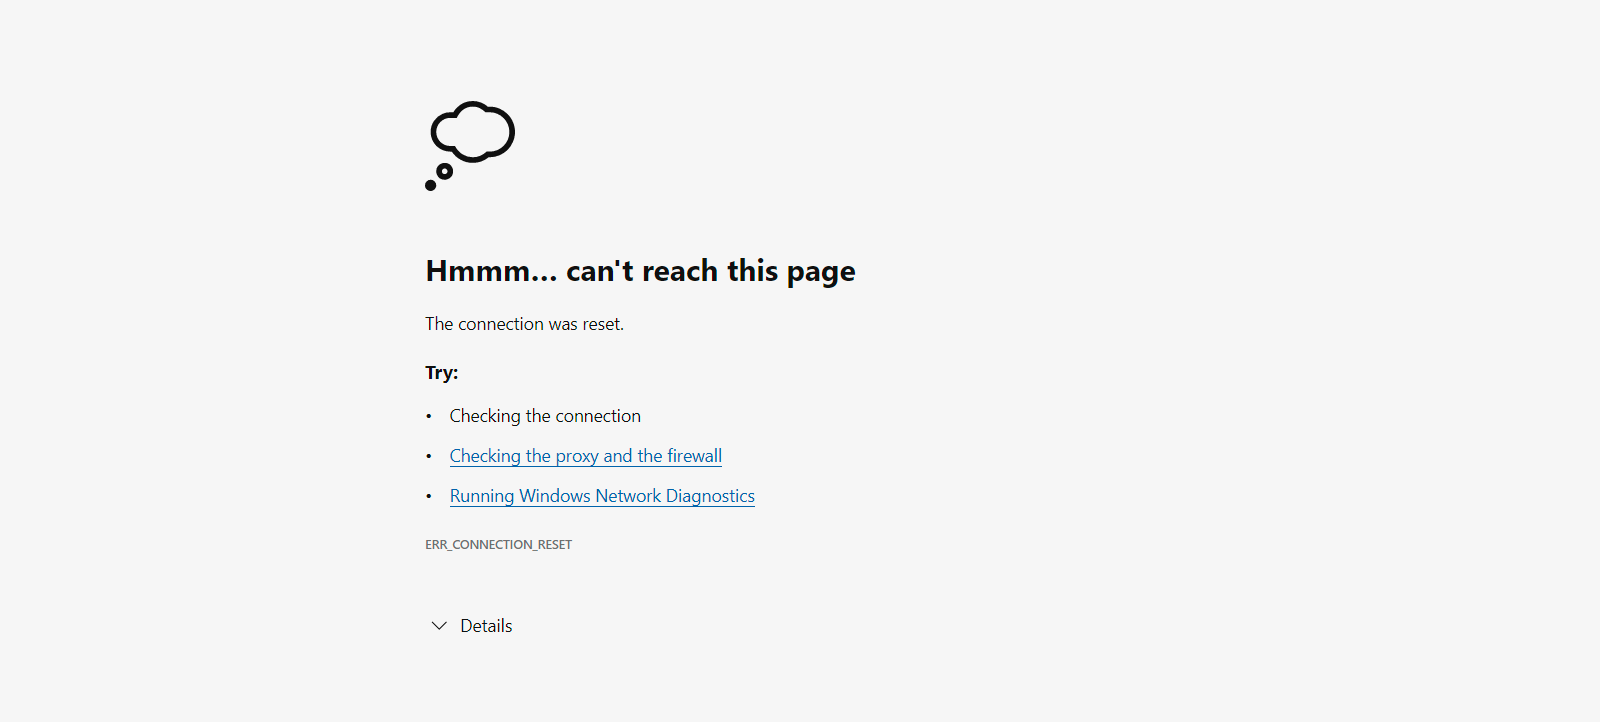 Hmmm... can't reach this page
The connection was reset.
Try:
• Checking the connection
• Checking the proxy and the firewall
• Running Windows Network Diagnostics
ERR_CONNECTION_RESET
Details